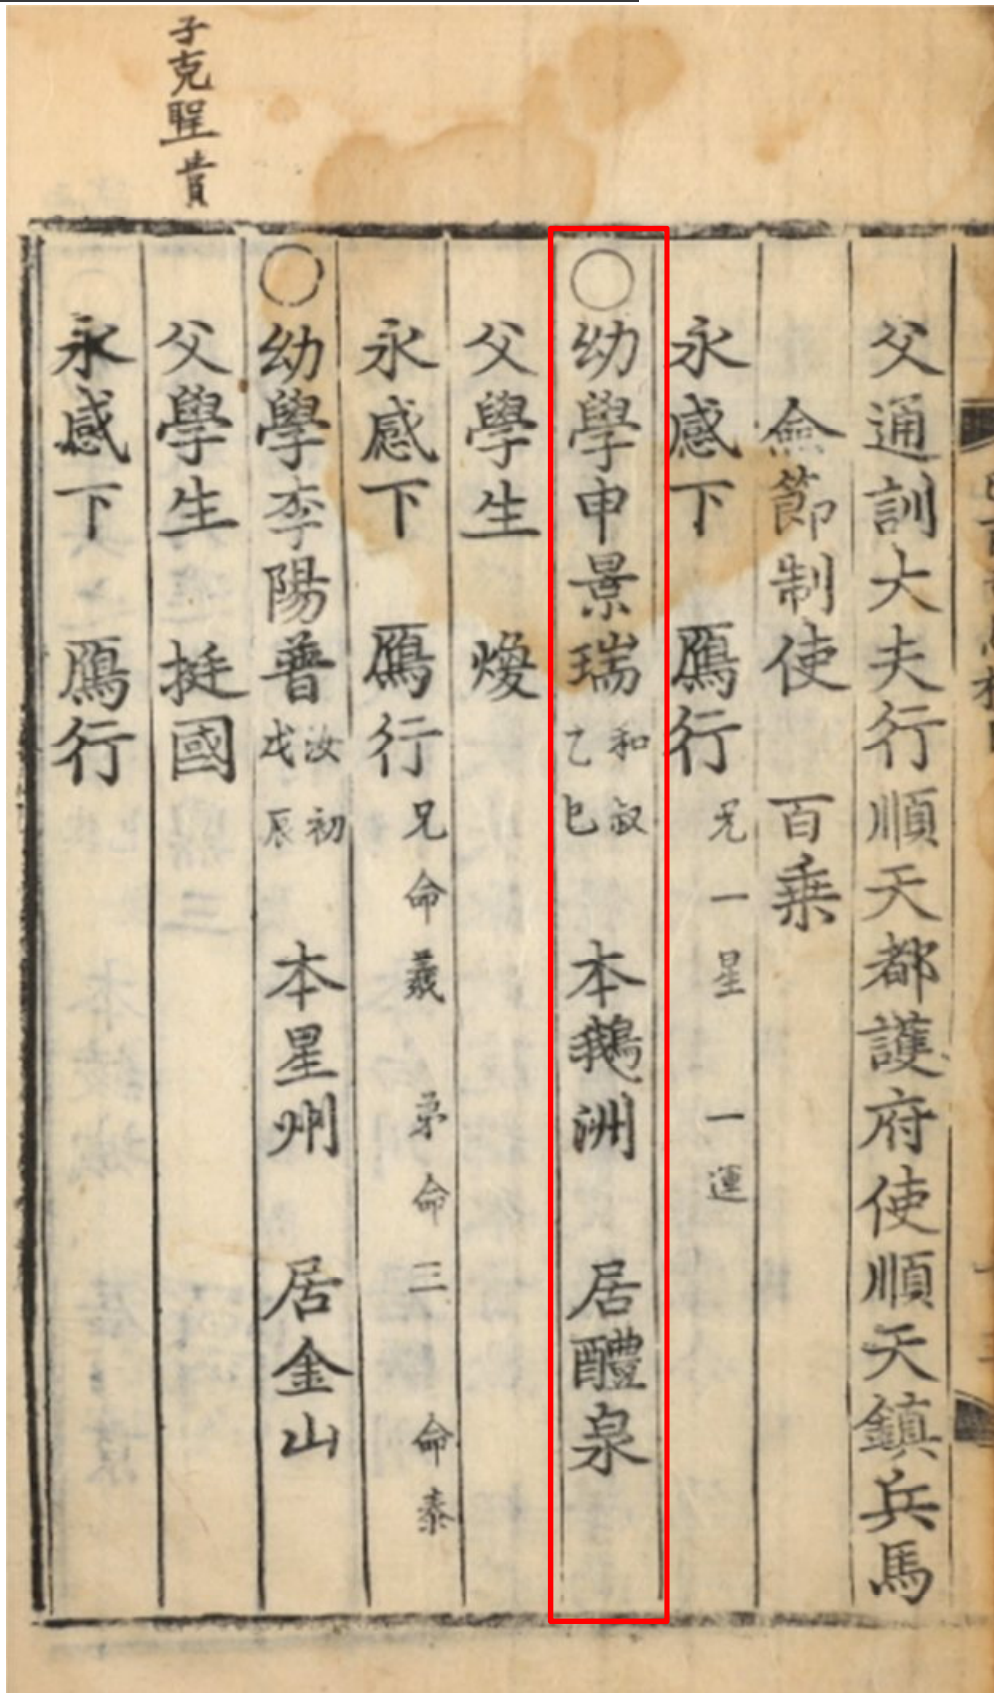 父通訓大夫行順天都護府使順天鎮兵馬
僉節制使 百乘
永感下 鴈行 兄一星 一運
○幼學申景瑞 和叔 乙巳 本鵝洲 居醴泉
父學生 煥
永感下 鴈行 兄命羲 弟命三 命泰
○幼學李陽普 汝初 戊辰 本星州 居金山
子克堅貴
父學生 挺國
永感下 鴈行